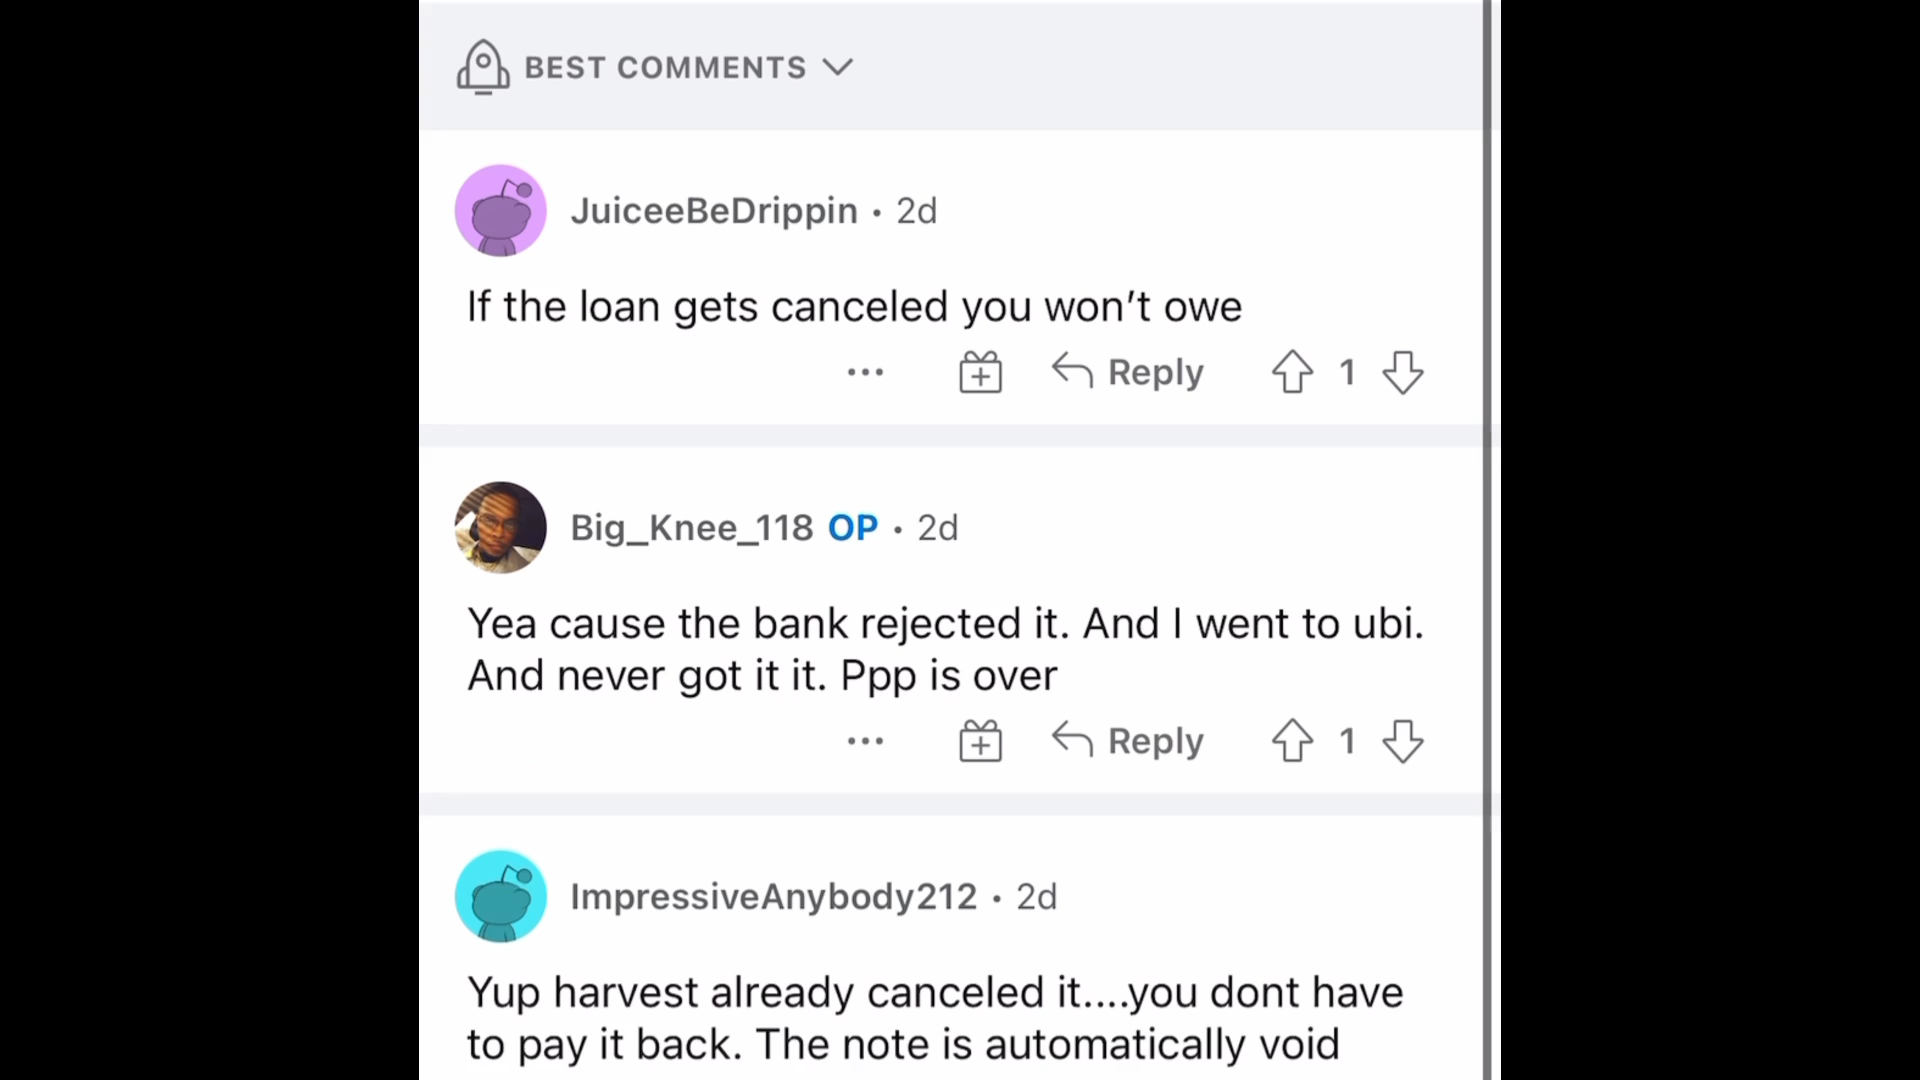 BEST COMMENTS
JuiceeBeDrippin • 2d
If the loan gets canceled you won’t owe
... Reply 1
Big_Knee_118 OP • 2d
Yea cause the bank rejected it. And I went to ubi.
And never got it it. Ppp is over
... Reply 1
ImpressiveAnybody212 • 2d
Yup harvest already canceled it....you dont have
to pay it back. The note is automatically void